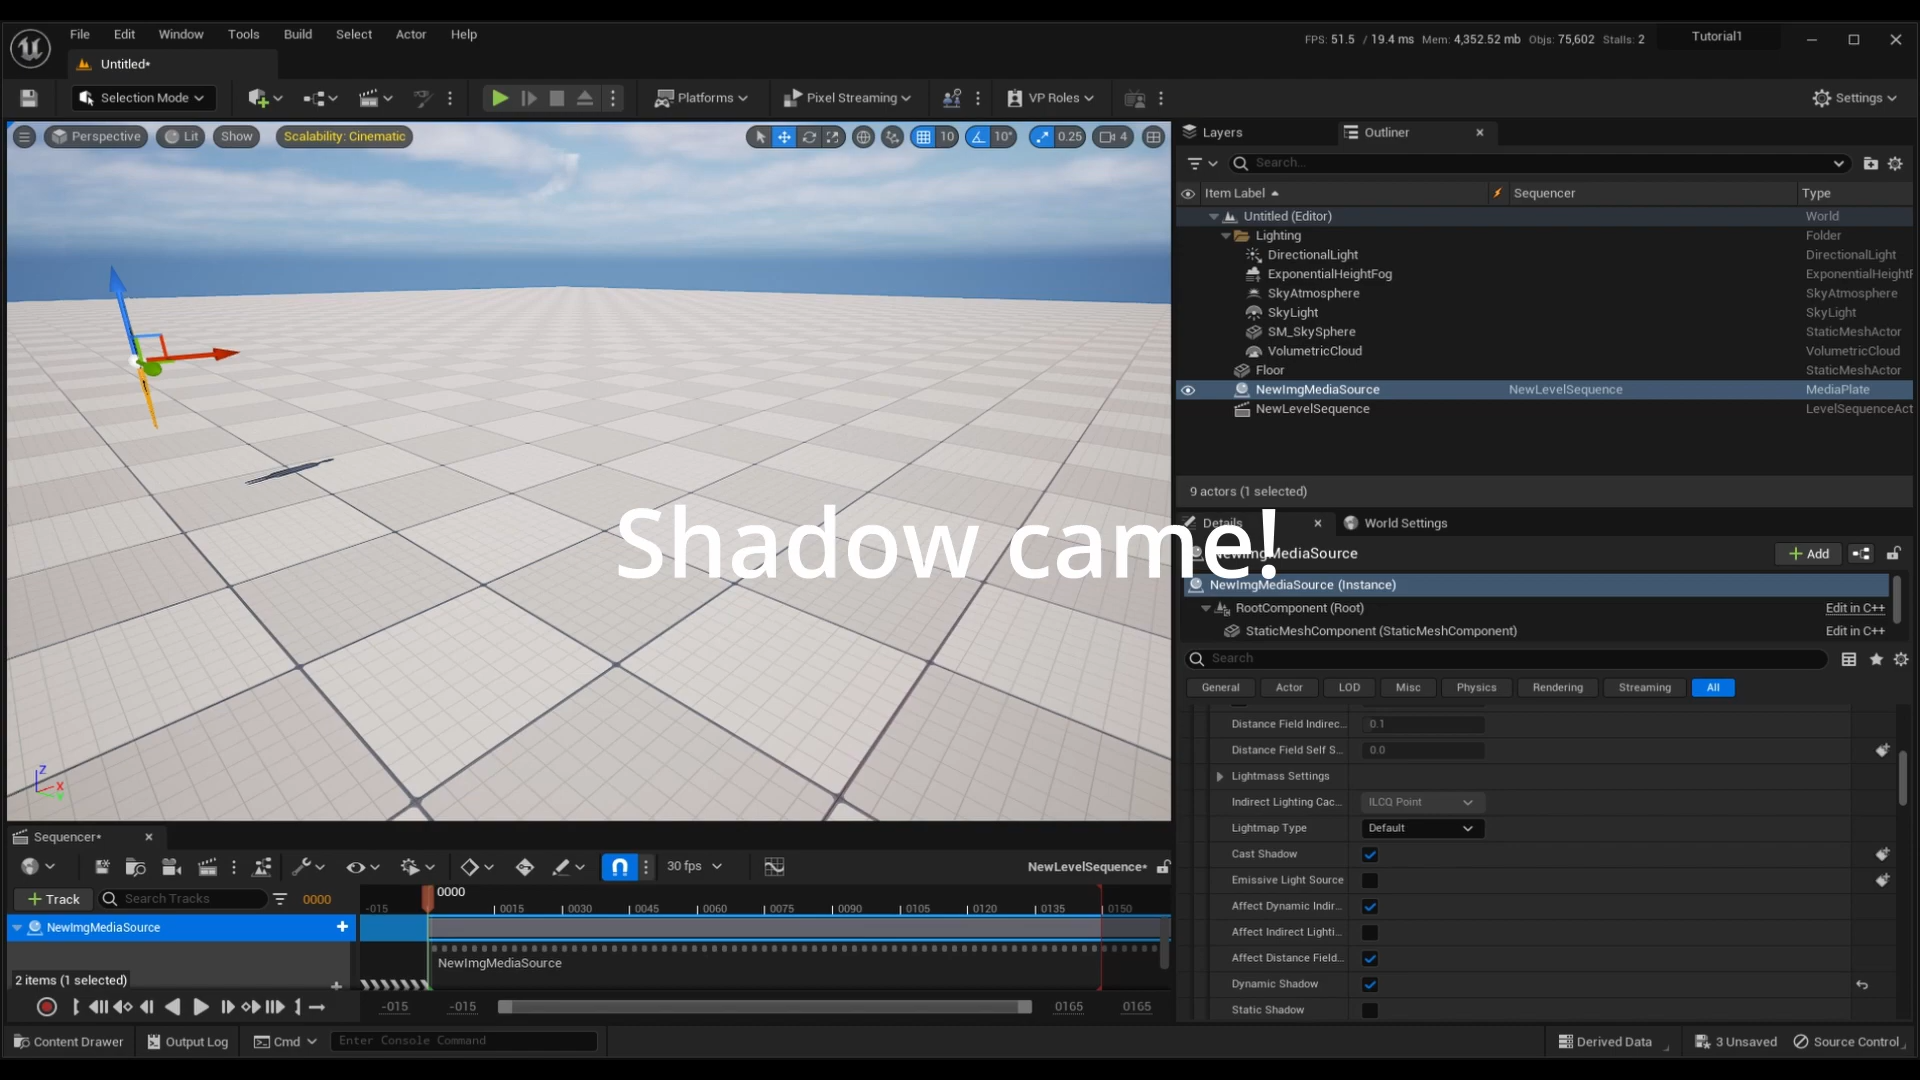 File Edit Window Tools Build Select Actor Help
FPS: 51.5 / 19.4 ms Mem: 4,352.52 mb Objs: 75,602 Stalls: 2
Tutorial1
Untitled*
Selection Mode
Platforms
Pixel Streaming
VP Roles
Settings
Perspective
Lit
Show
Scalability: Cinematic
10
10°
0.25
4
Layers
Outliner
Search...
Item Label
Sequencer
Type
Untitled (Editor) World
Lighting Folder
DirectionalLight DirectionalLight
ExponentialHeightFog ExponentialHeightF
SkyAtmosphere SkyAtmosphere
SkyLight SkyLight
SM_SkySphere StaticMeshActor
VolumetricCloud VolumetricCloud
Floor StaticMeshActor
NewImgMediaSource NewLevelSequence MediaPlate
NewLevelSequence LevelSequenceAct
9 actors (1 selected)
Shadow came!
Details
World Settings
NewImgMediaSource
Add
NewImgMediaSource (Instance)
RootComponent (Root) Edit in C++
StaticMeshComponent (StaticMeshComponent) Edit in C++
Search
General Actor LOD Misc Physics Rendering Streaming All
Distance Field Indirec... 0.1
Distance Field Self S... 0.0
Lightmass Settings
Indirect Lighting Cac... ILCQ Point
Lightmap Type Default
Cast Shadow
Emissive Light Source
Affect Dynamic Indir...
Affect Indirect Lighti...
Affect Distance Field...
Dynamic Shadow
Static Shadow
Z
X
Y
Sequencer*
30 fps
NewLevelSequence*
Track
Search Tracks
0000
0000
-015 0015 0030 0045 0060 0075 0090 0105 0120 0135 0150
NewImgMediaSource
NewImgMediaSource
2 items (1 selected)
-015 -015 0165 0165
Content Drawer
Output Log
Cmd
Enter Console Command
Derived Data
3 Unsaved
Source Control